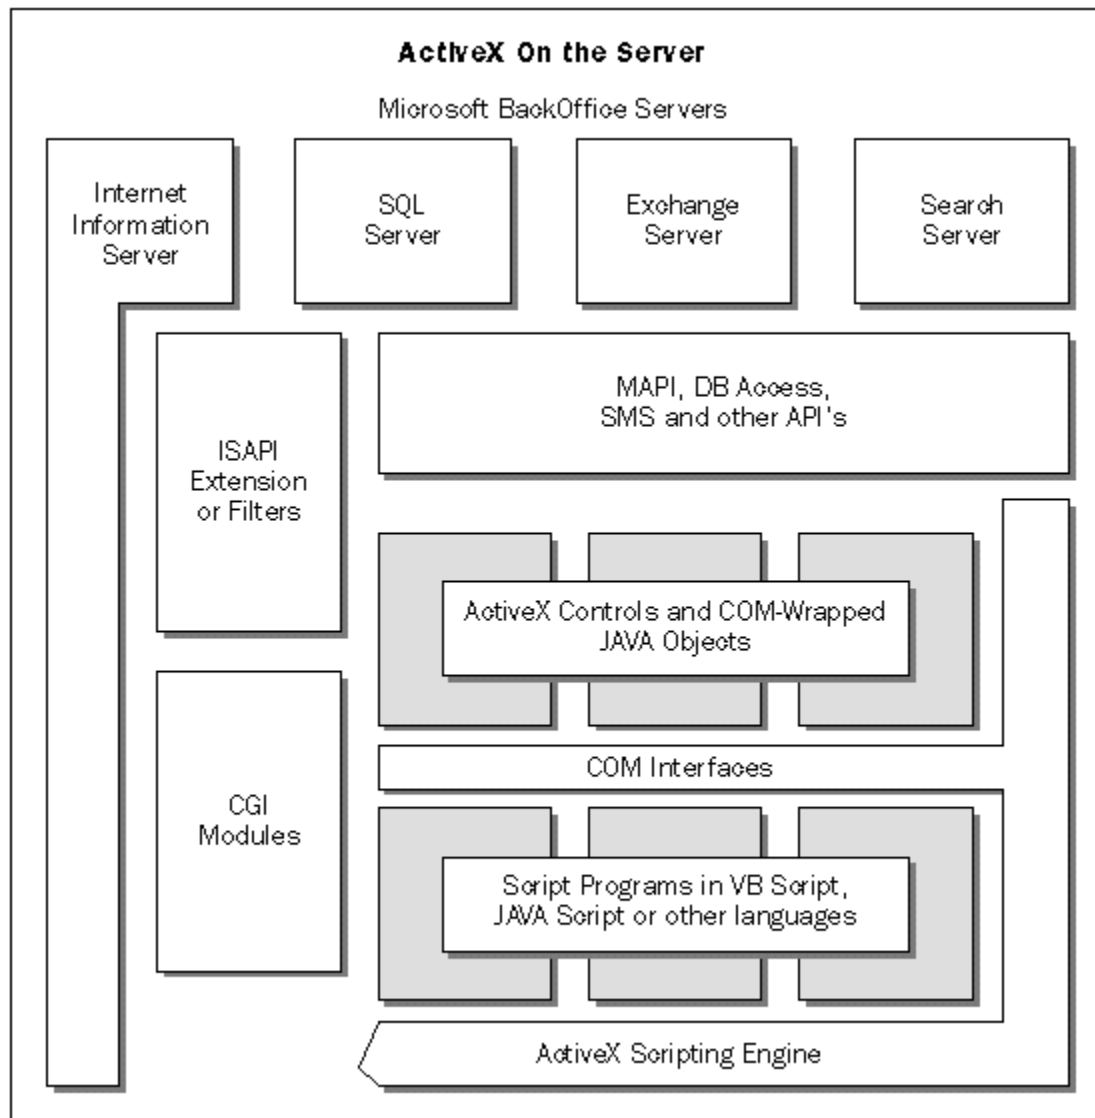 ActiveX On the Server
Microsoft BackOffice Servers
Internet
Information
Server
SQL
Server
Exchange
Server
Search
Server
MAPI, DB Access,
SMS and other API's
ISAPI
Extension
or Filters
ActiveX Controls and COM-Wrapped
JAVA Objects
COM Interfaces
CGI
Modules
Script Programs in VB Script,
JAVA Script or other languages
ActiveX Scripting Engine